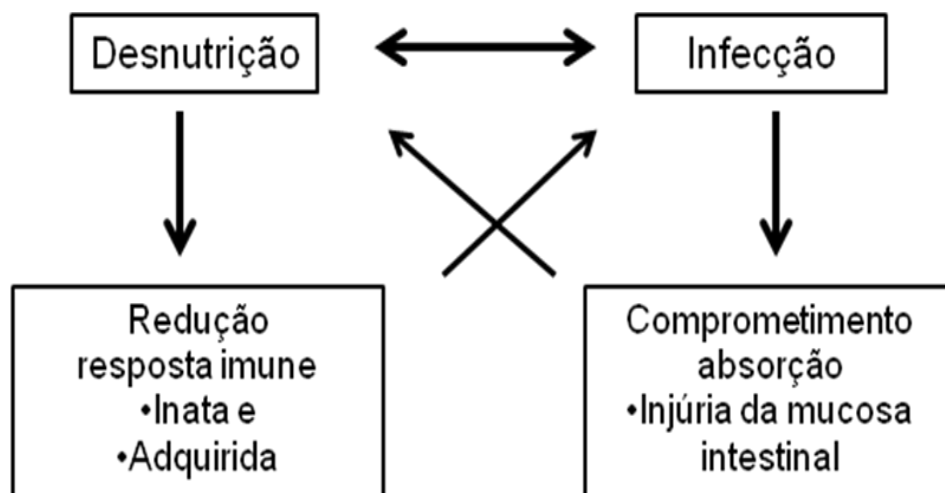 Desnutrição
Infecção
Redução
resposta imune
•Inata e
•Adquirida
Comprometimento
absorção
•Injúria da mucosa
intestinal